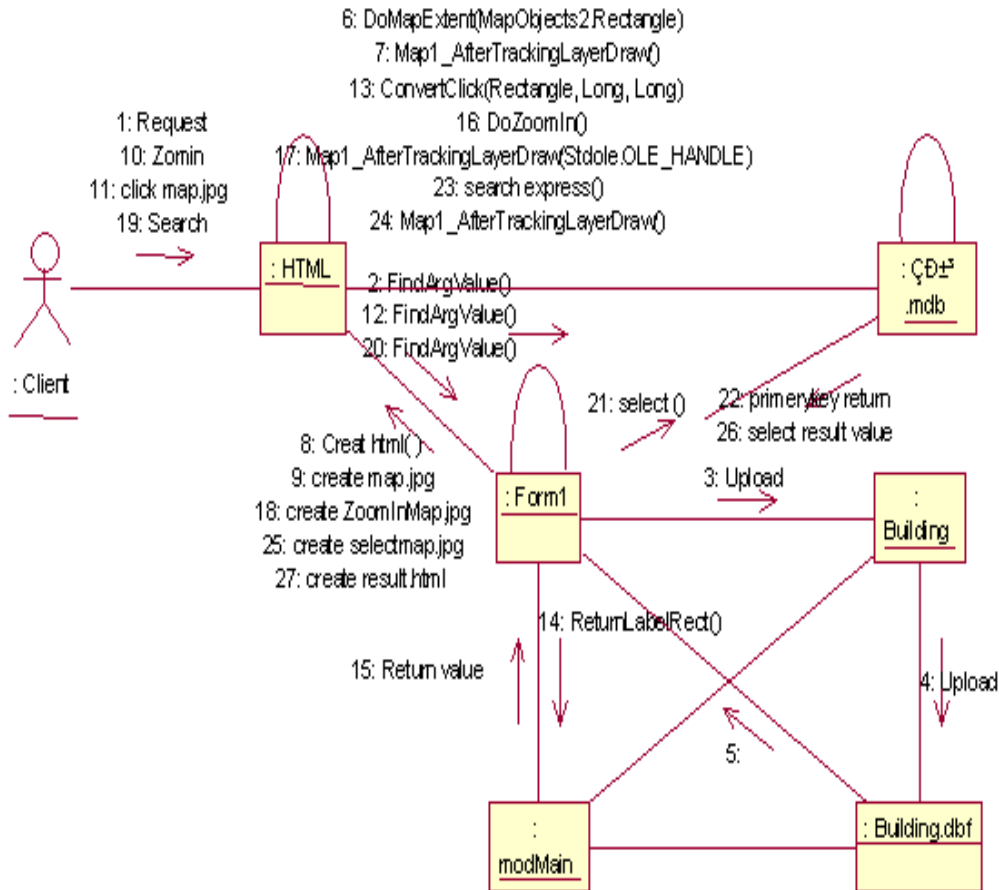 6: DoMapExtent(MapObjects2.Rectangle)
7: Map1_AfterTrackingLayerDraw()
13: ConvertClick(Rectangle, Long, Long)
16: DoZoomIn()
17: Map1_AfterTrackingLayerDraw(Stdole.OLE_HANDLE)
23: search express()
24: Map1_AfterTrackingLayerDraw()
1: Request
10: Zomin
11: click map.jpg
19: Search
: HTML
: ÇÐ±³
.mdb
: Client
2: FindArgValue()
12: FindArgValue()
20: FindArgValue()
21: select ()
22: primerykey return
26: select result value
8: Creat html( )
9: create map.jpg
18: create ZoomInMap.jpg
25: create selectmap.jpg
27: create result.html
: Form1
3: Upload
:
Building
14: ReturnLabelRect()
15: Return value
4: Upload
5:
:
modMain
: Building.dbf